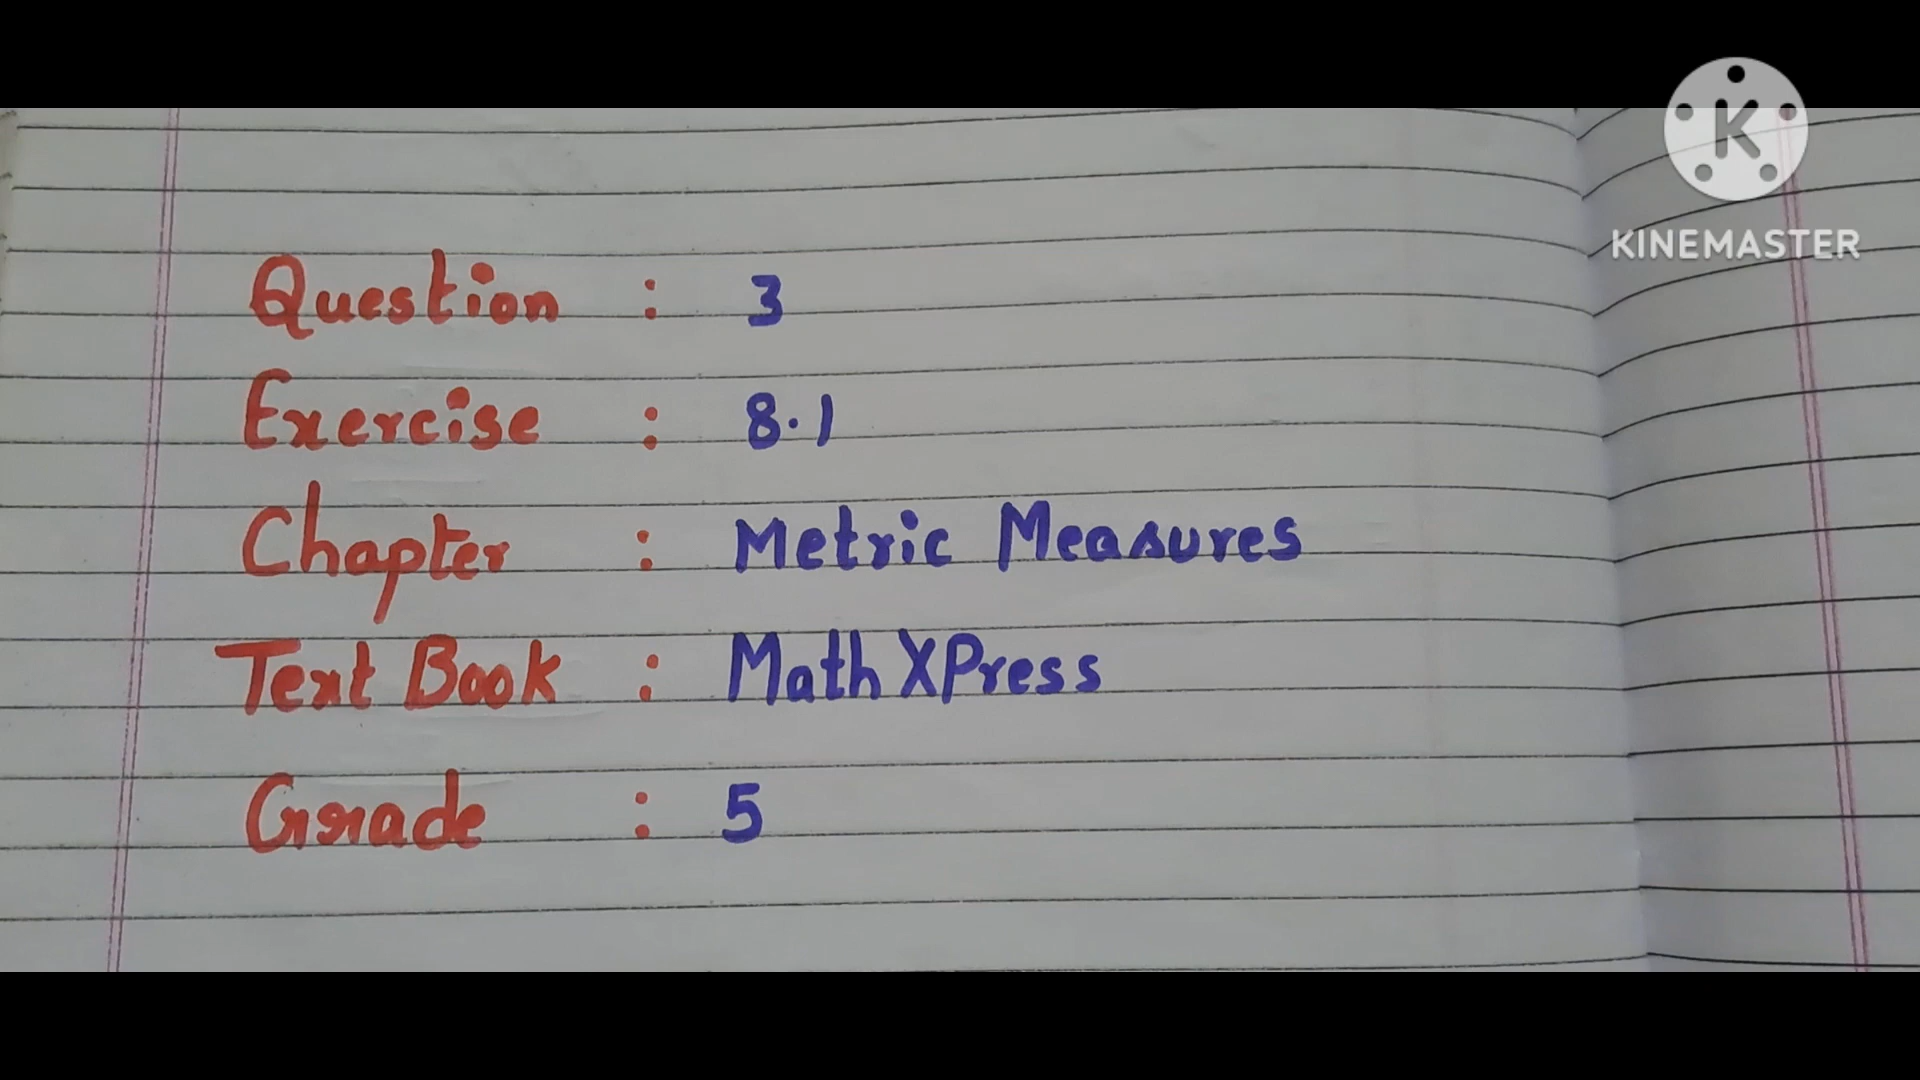 KINEMASTER
Question : 3
Exercise : 8.1
Chapter : Metric Measures
Text Book : Math XPress
Grade : 5